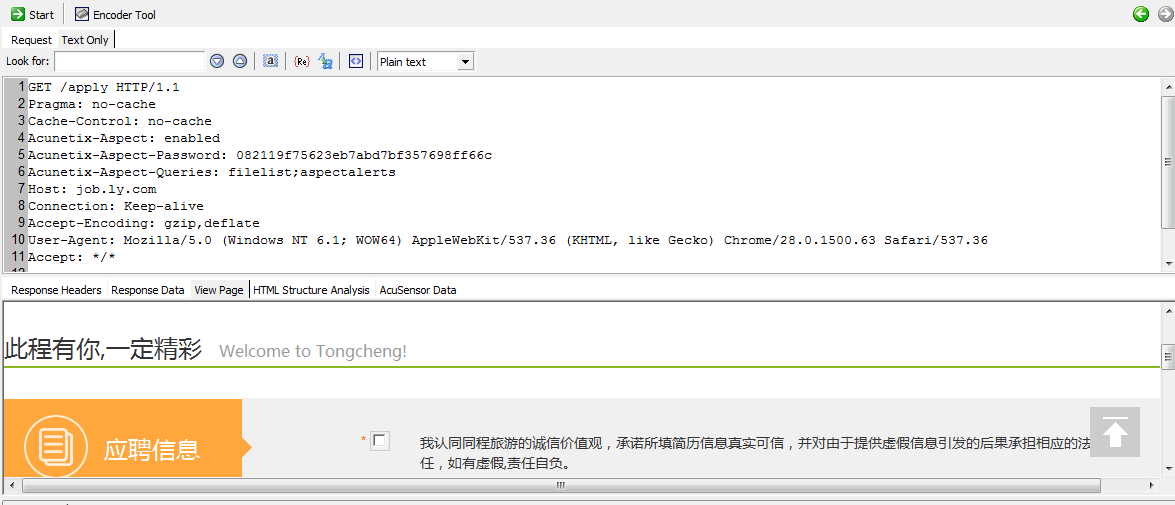 Start Encoder Tool
Request Text Only
Look for: Plain text
1 GET /apply HTTP/1.1
2 Pragma: no-cache
3 Cache-Control: no-cache
4 Acunetix-Aspect: enabled
5 Acunetix-Aspect-Password: 082119f75623eb7abd7bf357698ff66c
6 Acunetix-Aspect-Queries: filelist;aspectalerts
7 Host: job.ly.com
8 Connection: Keep-alive
9 Accept-Encoding: gzip,deflate
10 User-Agent: Mozilla/5.0 (Windows NT 6.1; WOW64) AppleWebKit/537.36 (KHTML, like Gecko) Chrome/28.0.1500.63 Safari/537.36
11 Accept: */*
Response Headers Response Data View Page HTML Structure Analysis AcuSensor Data
此程有你,一定精彩 Welcome to Tongcheng!
应聘信息
* 我认同同程旅游的诚信价值观，承诺所填简历信息真实可信，并对由于提供虚假信息引发的后果承担相应的法
任，如有虚假,责任自负。